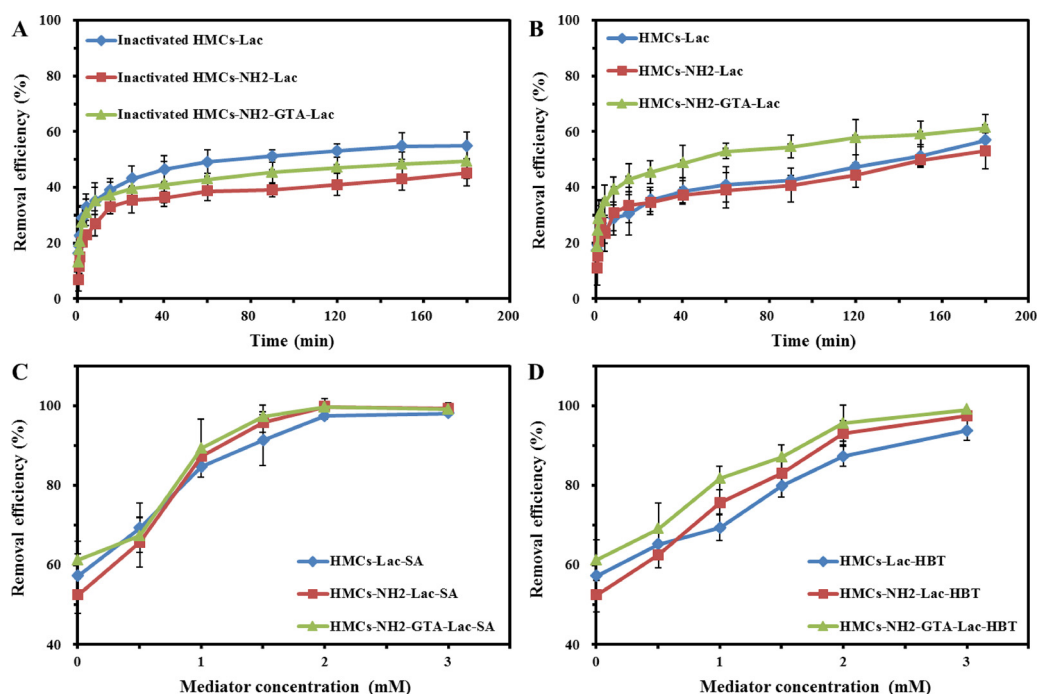 A
Inactivated HMCs-Lac
Inactivated HMCs-NH2-Lac
Inactivated HMCs-NH2-GTA-Lac
Removal efficiency (%)
100
80
60
40
20
0
0 40 80 120 160 200
Time (min)
B
HMCs-Lac
HMCs-NH2-Lac
HMCs-NH2-GTA-Lac
Removal efficiency (%)
100
80
60
40
20
0
0 40 80 120 160 200
Time (min)
C
Removal efficiency (%)
100
80
60
40
HMCs-Lac-SA
HMCs-NH2-Lac-SA
HMCs-NH2-GTA-Lac-SA
0 1 2 3
Mediator concentration (mM)
D
Removal efficiency (%)
100
80
60
40
HMCs-Lac-HBT
HMCs-NH2-Lac-HBT
HMCs-NH2-GTA-Lac-HBT
0 1 2 3
Mediator concentration (mM)